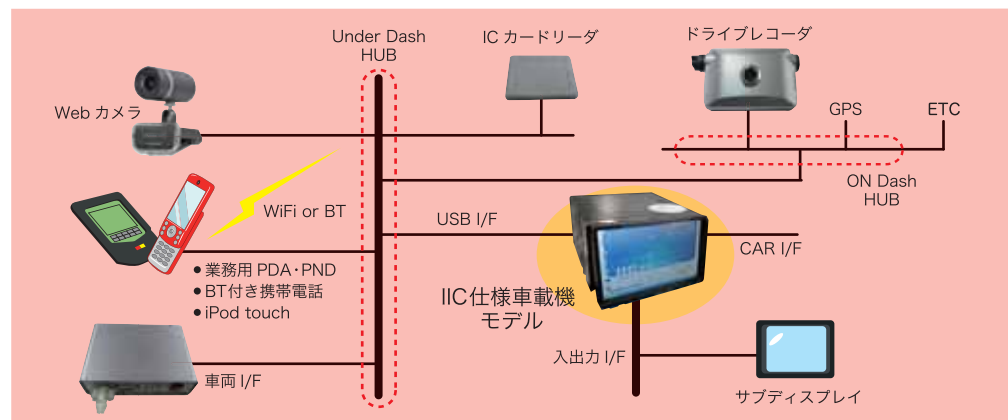 Under Dash
HUB
IC カードリーダ
ドライブレコーダ
Web カメラ
GPS
ETC
ON Dash
HUB
WiFi or BT
USB I/F
CAR I/F
●業務用 PDA・PND
●BT付き携帯電話
●iPod touch
IIC仕様車載機
モデル
車両 I/F
入出力 I/F
サブディスプレイ